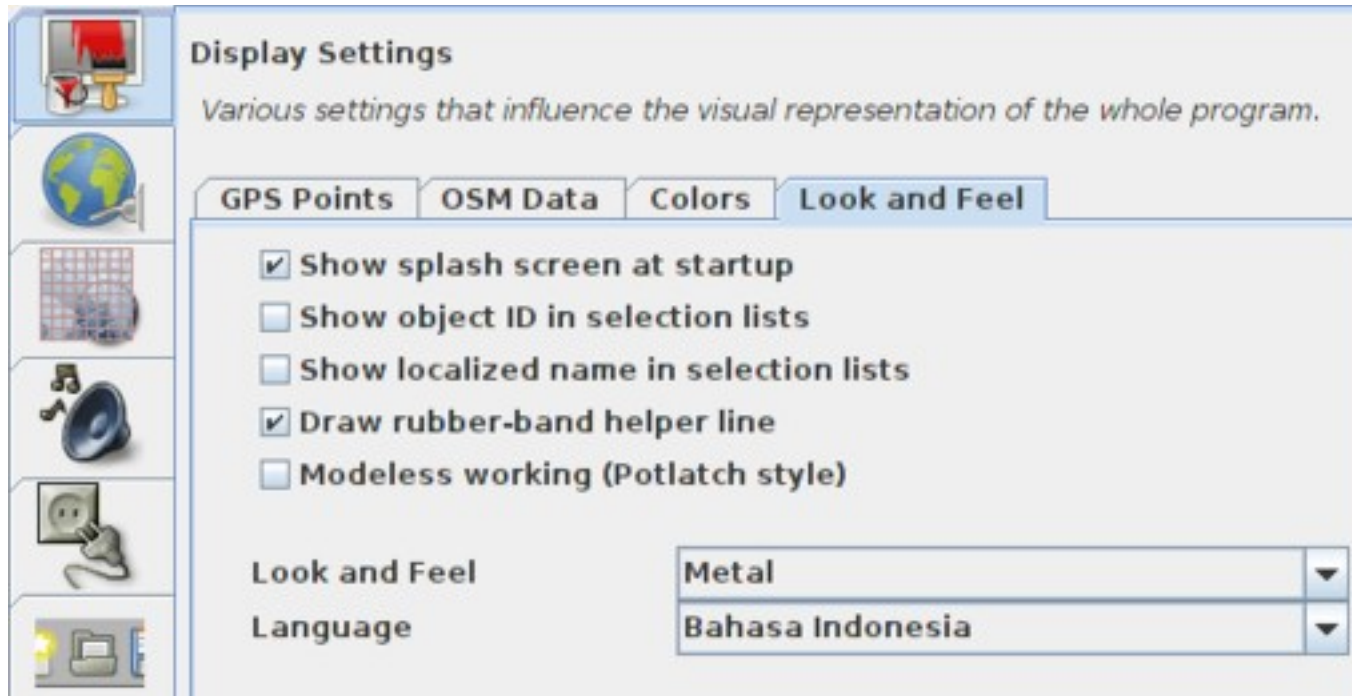 Display Settings
Various settings that influence the visual representation of the whole program.
GPS Points OSM Data Colors Look and Feel
Show splash screen at startup
Show object ID in selection lists
Show localized name in selection lists
Draw rubber-band helper line
Modeless working (Potlatch style)
Look and Feel Metal
Language Bahasa Indonesia